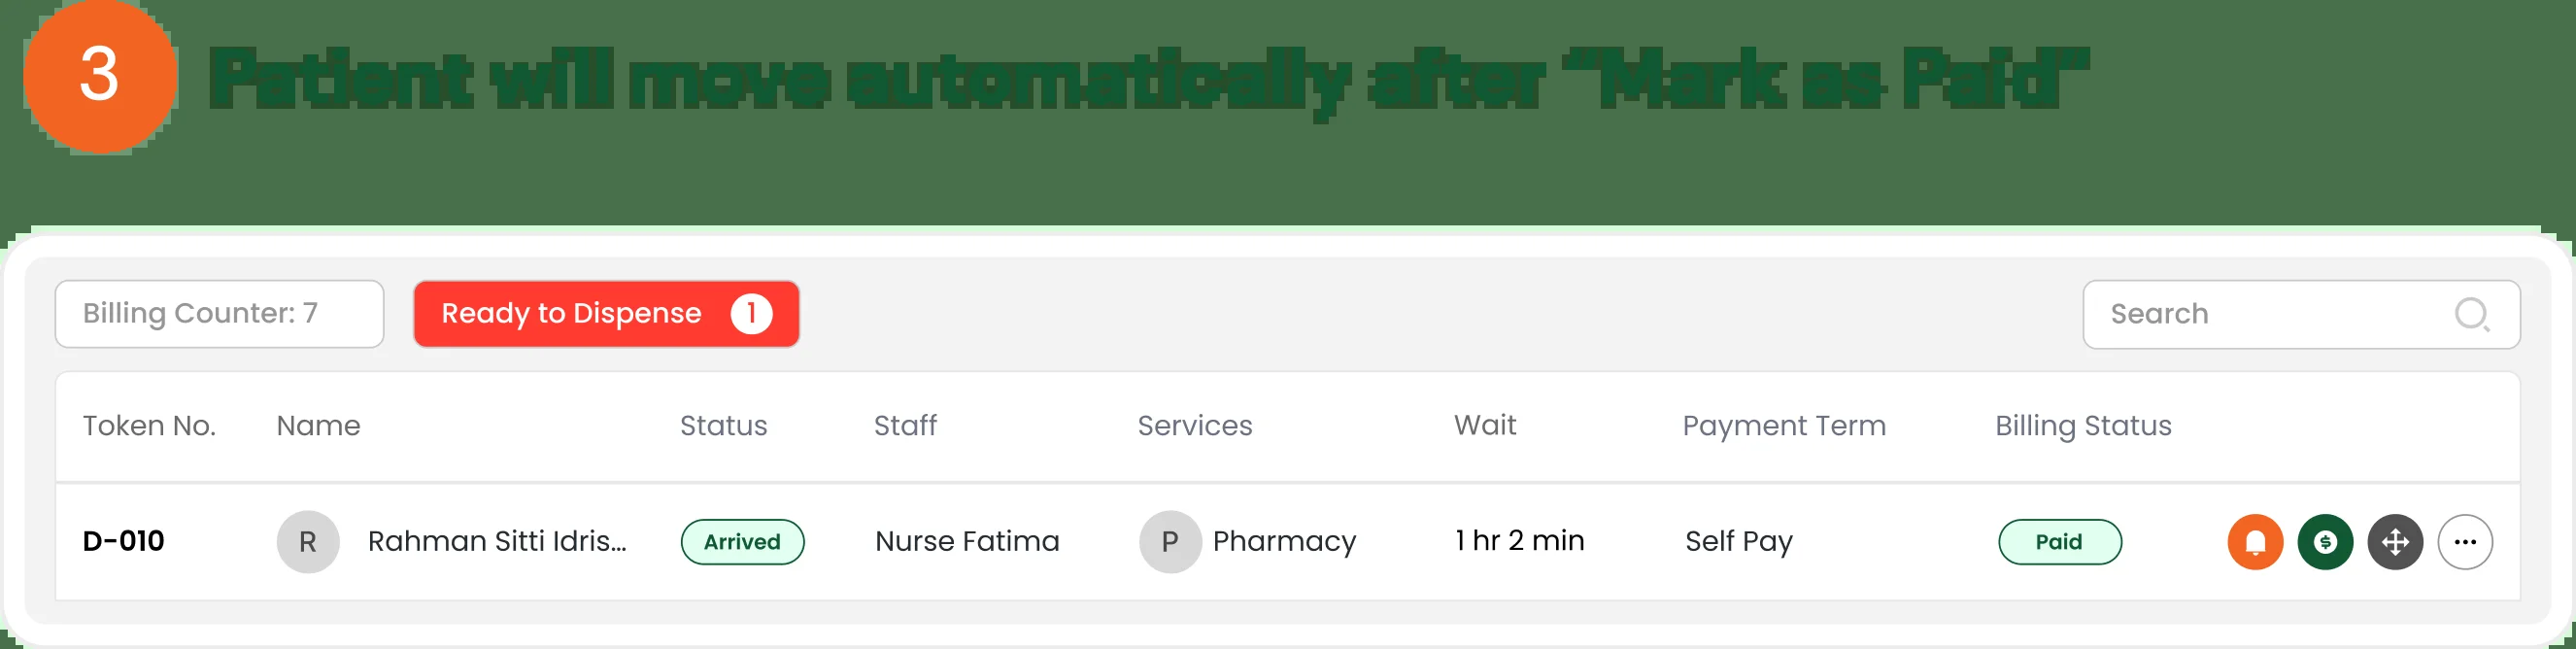 3 Patient will move automatically after “Mark as Paid”
Billing Counter: 7 Ready to Dispense 1 Search
Token No. Name Status Staff Services Wait Payment Term Billing Status
D-010 R Rahman Sitti Idris... Arrived Nurse Fatima P Pharmacy 1 hr 2 min Self Pay Paid